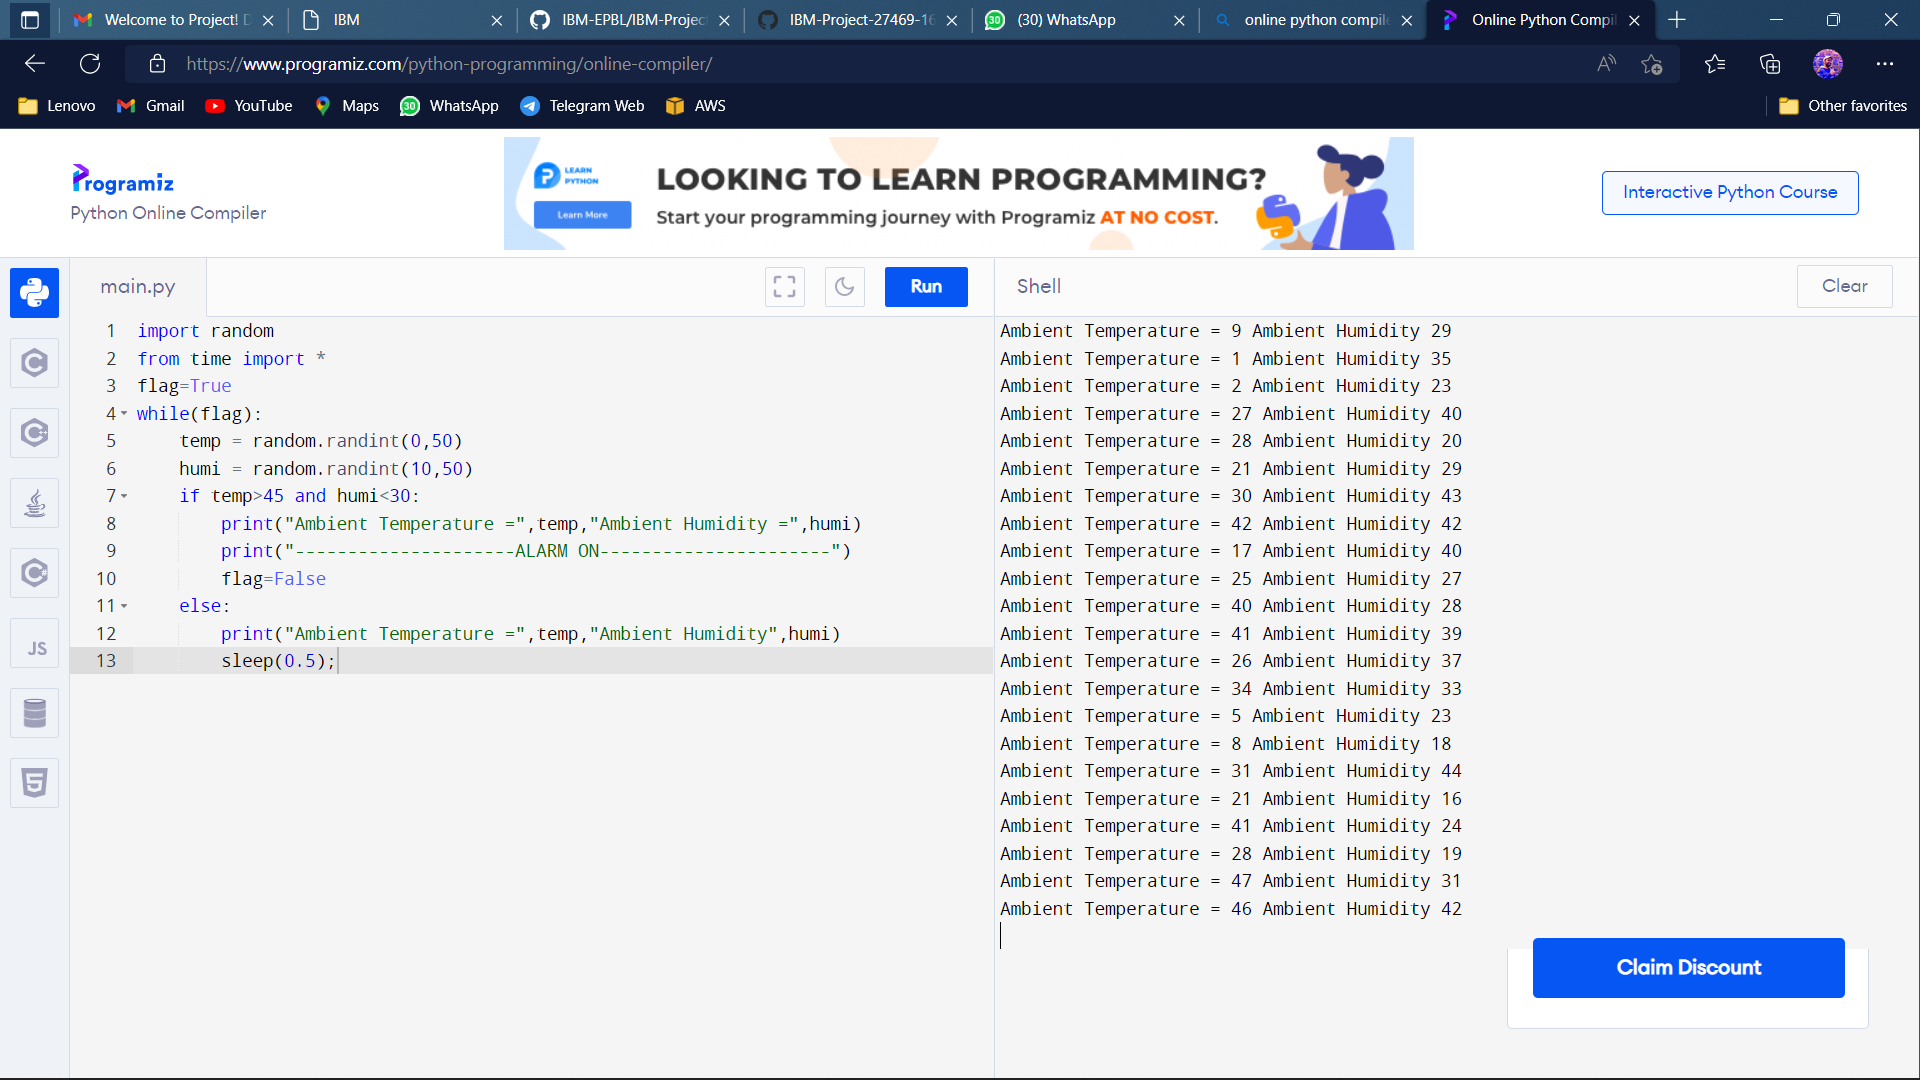 Welcome to Project! D
IBM
IBM-EPBL/IBM-Project
IBM-Project-27469-16
30
(30) WhatsApp
online python compile
Online Python Compil
https://www.programiz.com/python-programming/online-compiler/
Lenovo
Gmail
YouTube
Maps
30
WhatsApp
Telegram Web
AWS
Other favorites
Programiz
Python Online Compiler
LEARN
PYTHON
Learn More
LOOKING TO LEARN PROGRAMMING?
Start your programming journey with Programiz AT NO COST.
Interactive Python Course
main.py
Run
Shell
Clear
JS
1 import random
2 from time import *
3 flag=True
4 while(flag):
5 temp = random.randint(0,50)
6 humi = random.randint(10,50)
7 if temp>45 and humi<30:
8 print("Ambient Temperature =",temp,"Ambient Humidity =",humi)
9 print("---------------------ALARM ON----------------------")
10 flag=False
11 else:
12 print("Ambient Temperature =",temp,"Ambient Humidity",humi)
13 sleep(0.5);
Ambient Temperature = 9 Ambient Humidity 29
Ambient Temperature = 1 Ambient Humidity 35
Ambient Temperature = 2 Ambient Humidity 23
Ambient Temperature = 27 Ambient Humidity 40
Ambient Temperature = 28 Ambient Humidity 20
Ambient Temperature = 21 Ambient Humidity 29
Ambient Temperature = 30 Ambient Humidity 43
Ambient Temperature = 42 Ambient Humidity 42
Ambient Temperature = 17 Ambient Humidity 40
Ambient Temperature = 25 Ambient Humidity 27
Ambient Temperature = 40 Ambient Humidity 28
Ambient Temperature = 41 Ambient Humidity 39
Ambient Temperature = 26 Ambient Humidity 37
Ambient Temperature = 34 Ambient Humidity 33
Ambient Temperature = 5 Ambient Humidity 23
Ambient Temperature = 8 Ambient Humidity 18
Ambient Temperature = 31 Ambient Humidity 44
Ambient Temperature = 21 Ambient Humidity 16
Ambient Temperature = 41 Ambient Humidity 24
Ambient Temperature = 28 Ambient Humidity 19
Ambient Temperature = 47 Ambient Humidity 31
Ambient Temperature = 46 Ambient Humidity 42
Claim Discount